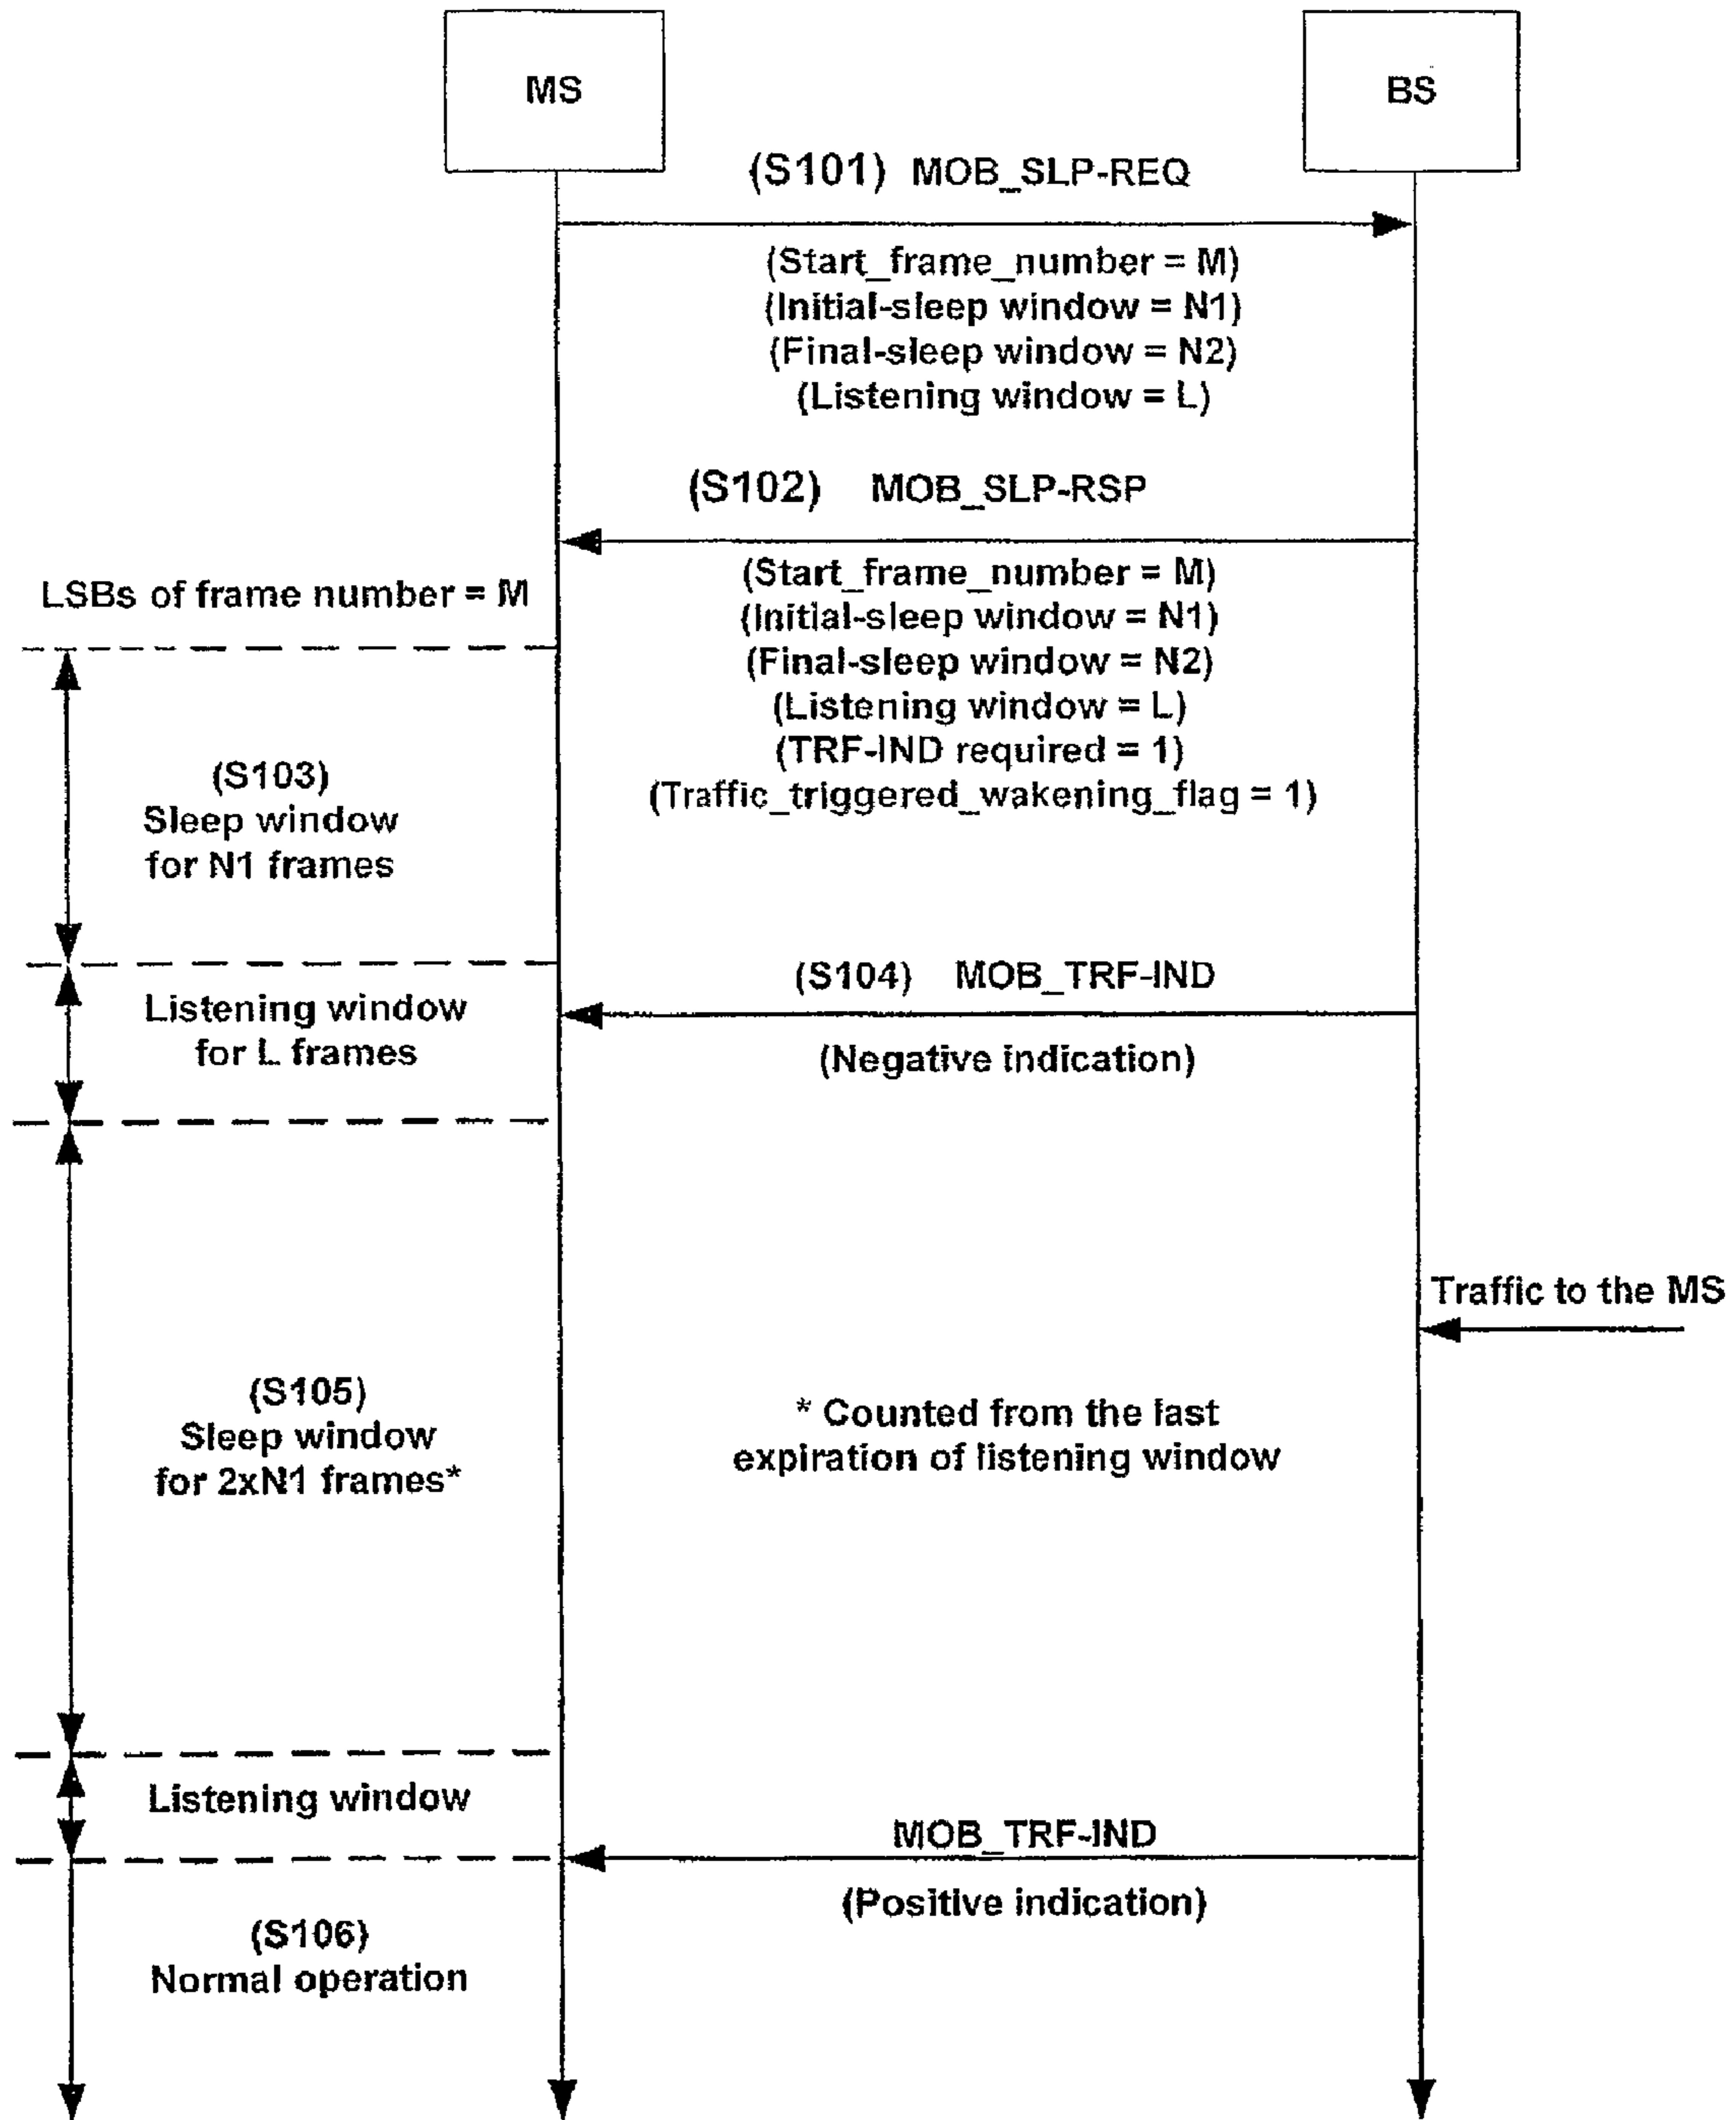 MS
BS
(S101) MOB_SLP-REQ
(Start_frame_number = M)
(Initial-sleep window = N1)
(Final-sleep window = N2)
(Listening window = L)
(S102) MOB_SLP-RSP
LSBs of frame number = M
(Start_frame_number = M)
(Initial-sleep window = N1)
(Final-sleep window = N2)
(Listening window = L)
(TRF-IND required = 1)
(Traffic_triggered_wakening_flag = 1)
(S103)
Sleep window
for N1 frames
(S104) MOB_TRF-IND
Listening window
for L frames
(Negative indication)
Traffic to the MS
(S105)
Sleep window
for 2xN1 frames*
* Counted from the last
expiration of listening window
Listening window
MOB_TRF-IND
(Positive indication)
(S106)
Normal operation